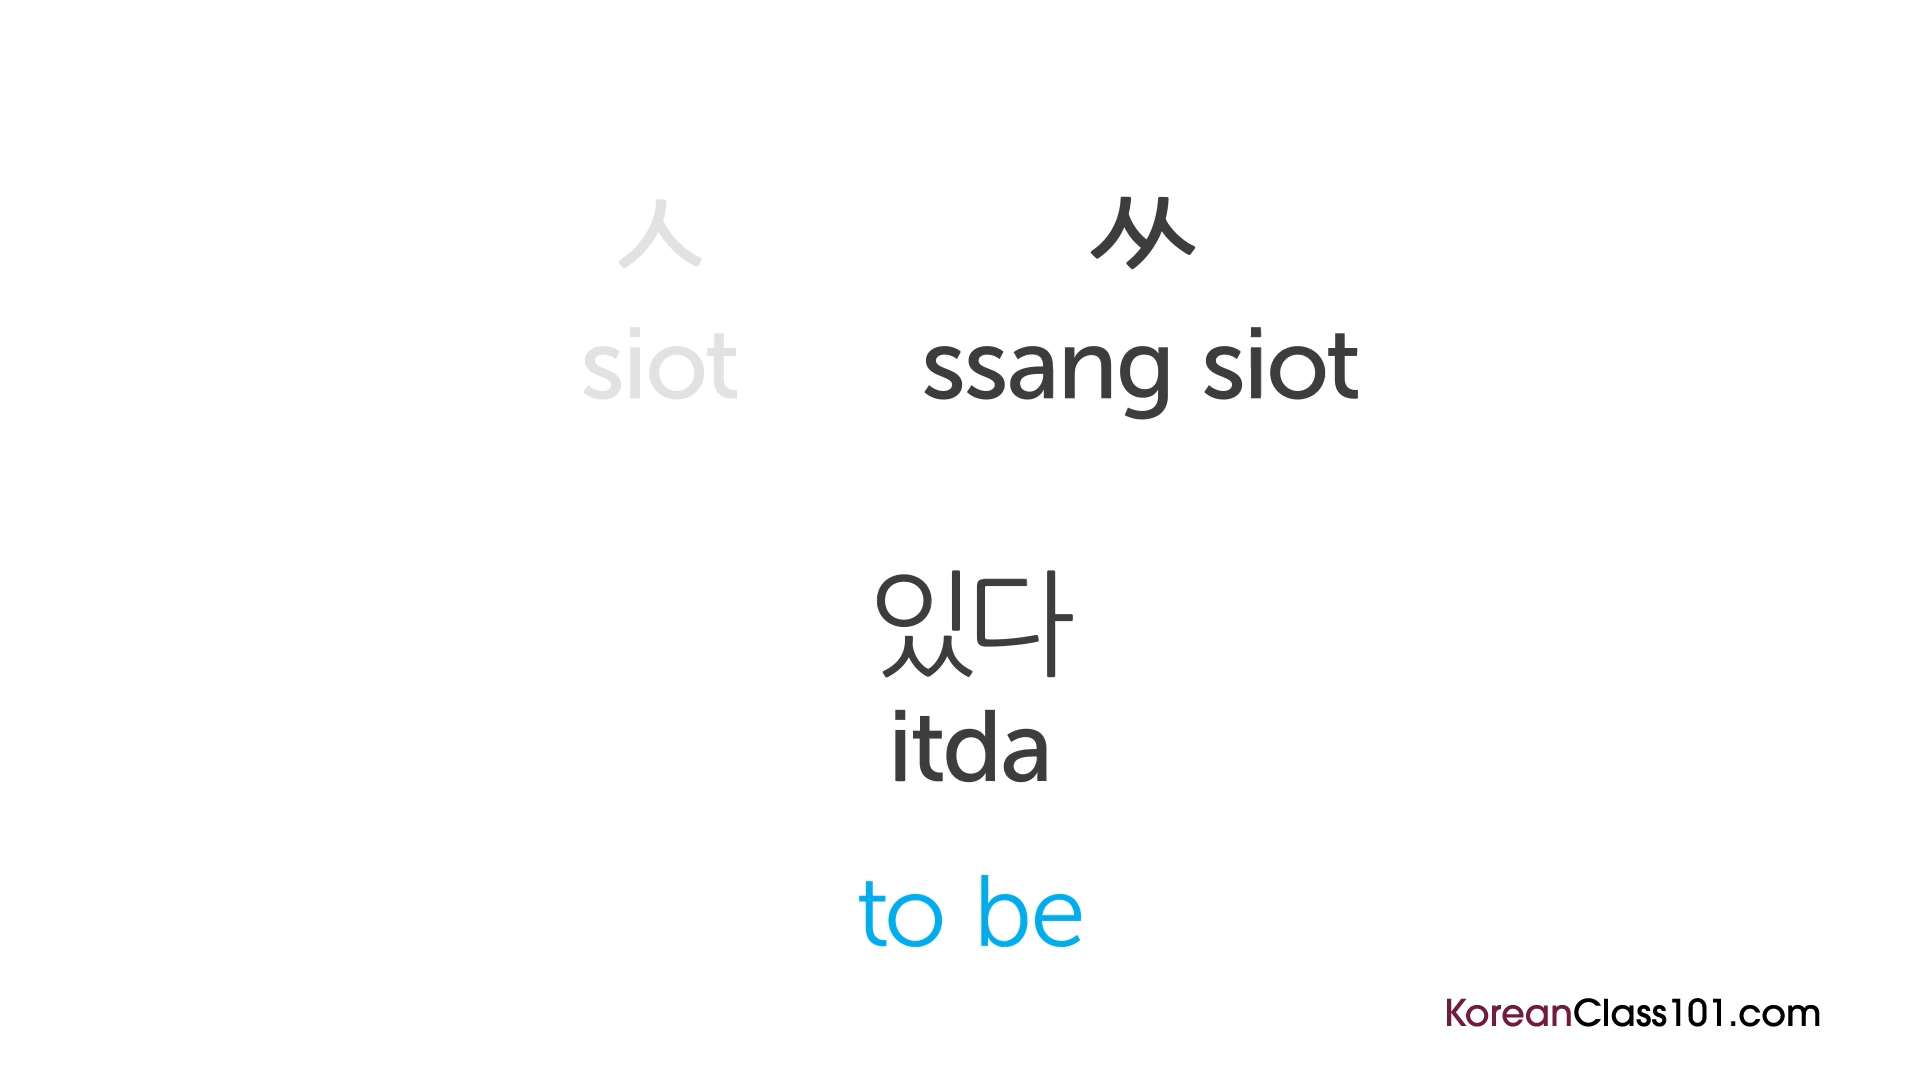 ㅅ ㅆ
siot ssang siot
있다
itda
to be
KoreanClass101.com